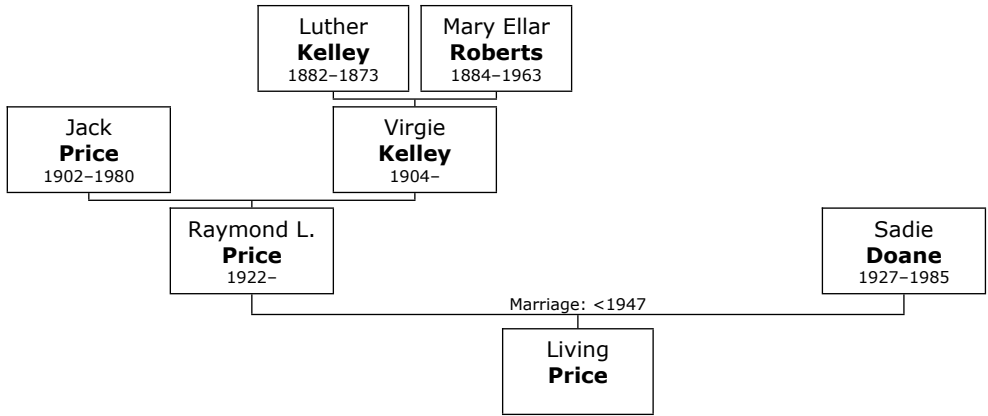 Luther
Kelley
1882–1873
Mary Ellar
Roberts
1884–1963
Jack
Price
1902–1980
Virgie
Kelley
1904–
Raymond L.
Price
1922–
Sadie
Doane
1927–1985
Marriage: <1947
Living
Price